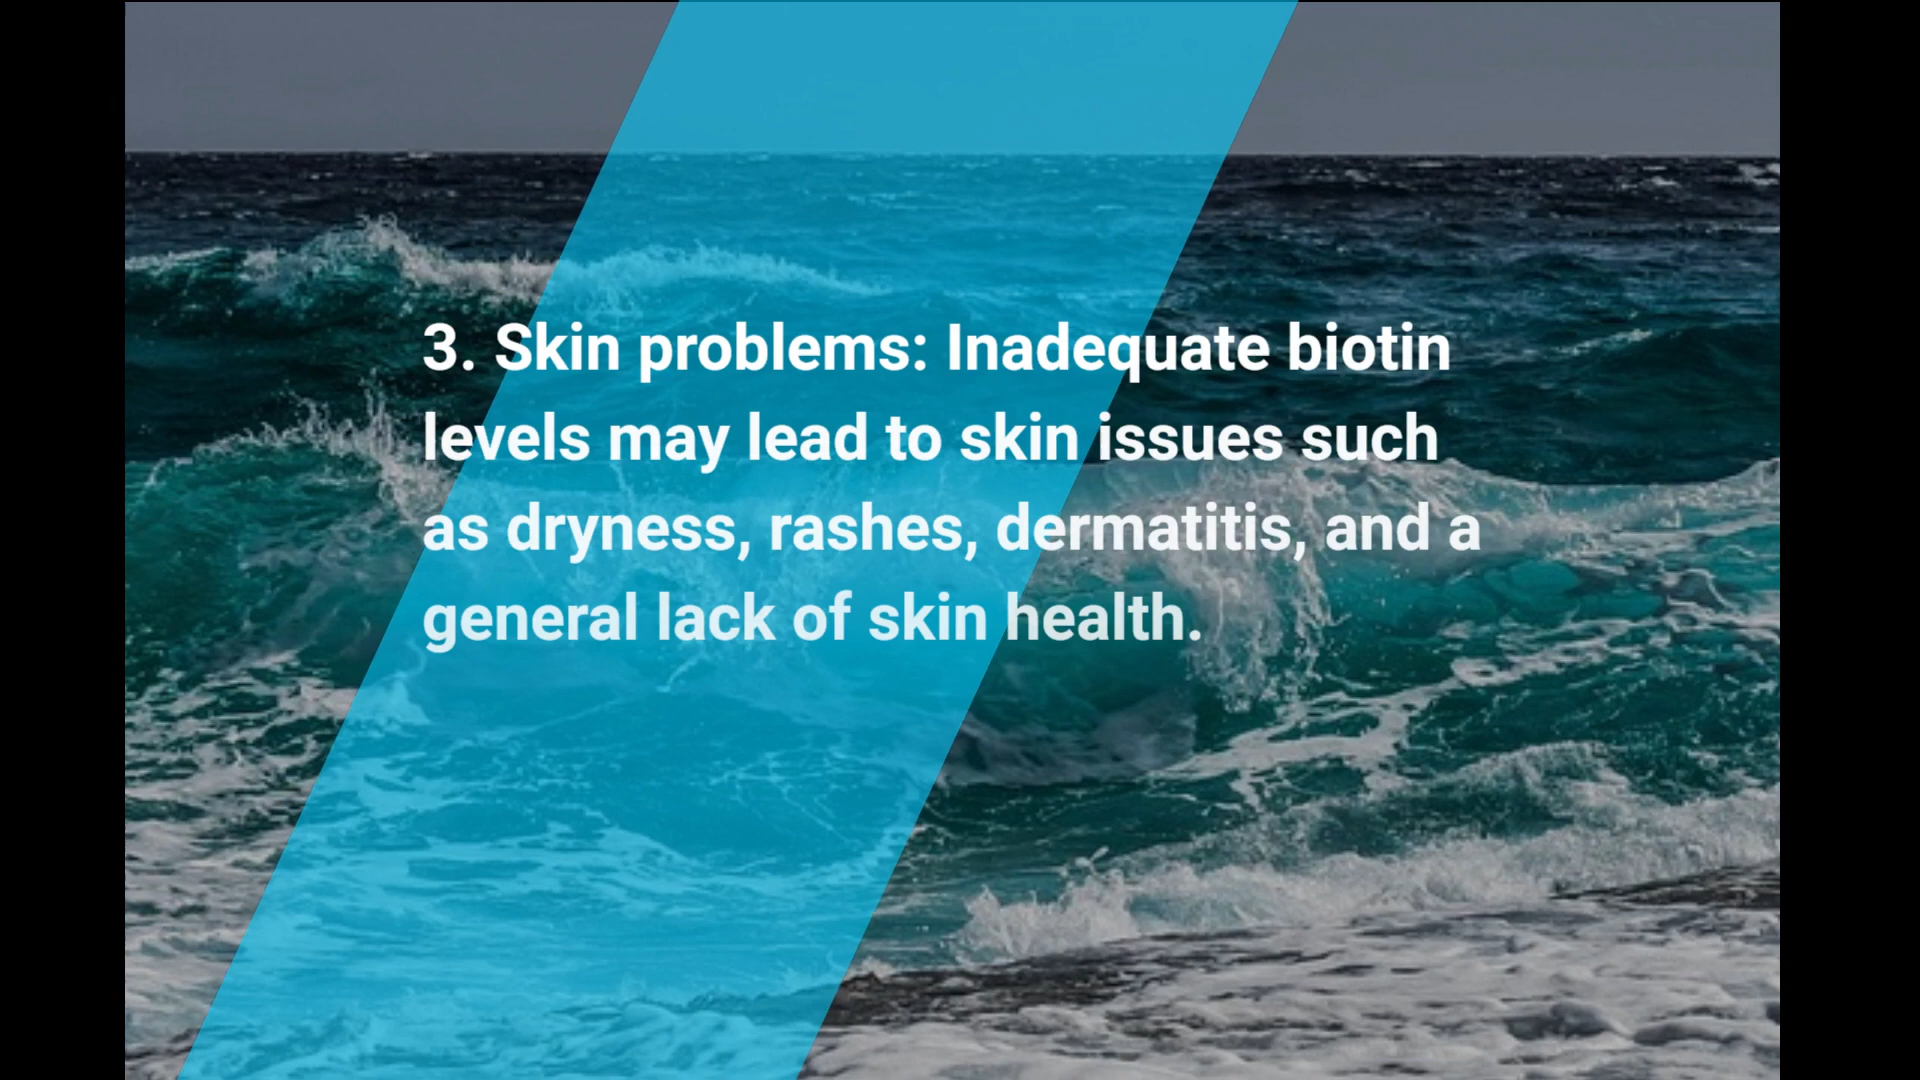 3. Skin problems: Inadequate biotin
levels may lead to skin issues such
as dryness, rashes, dermatitis, and a
general lack of skin health.